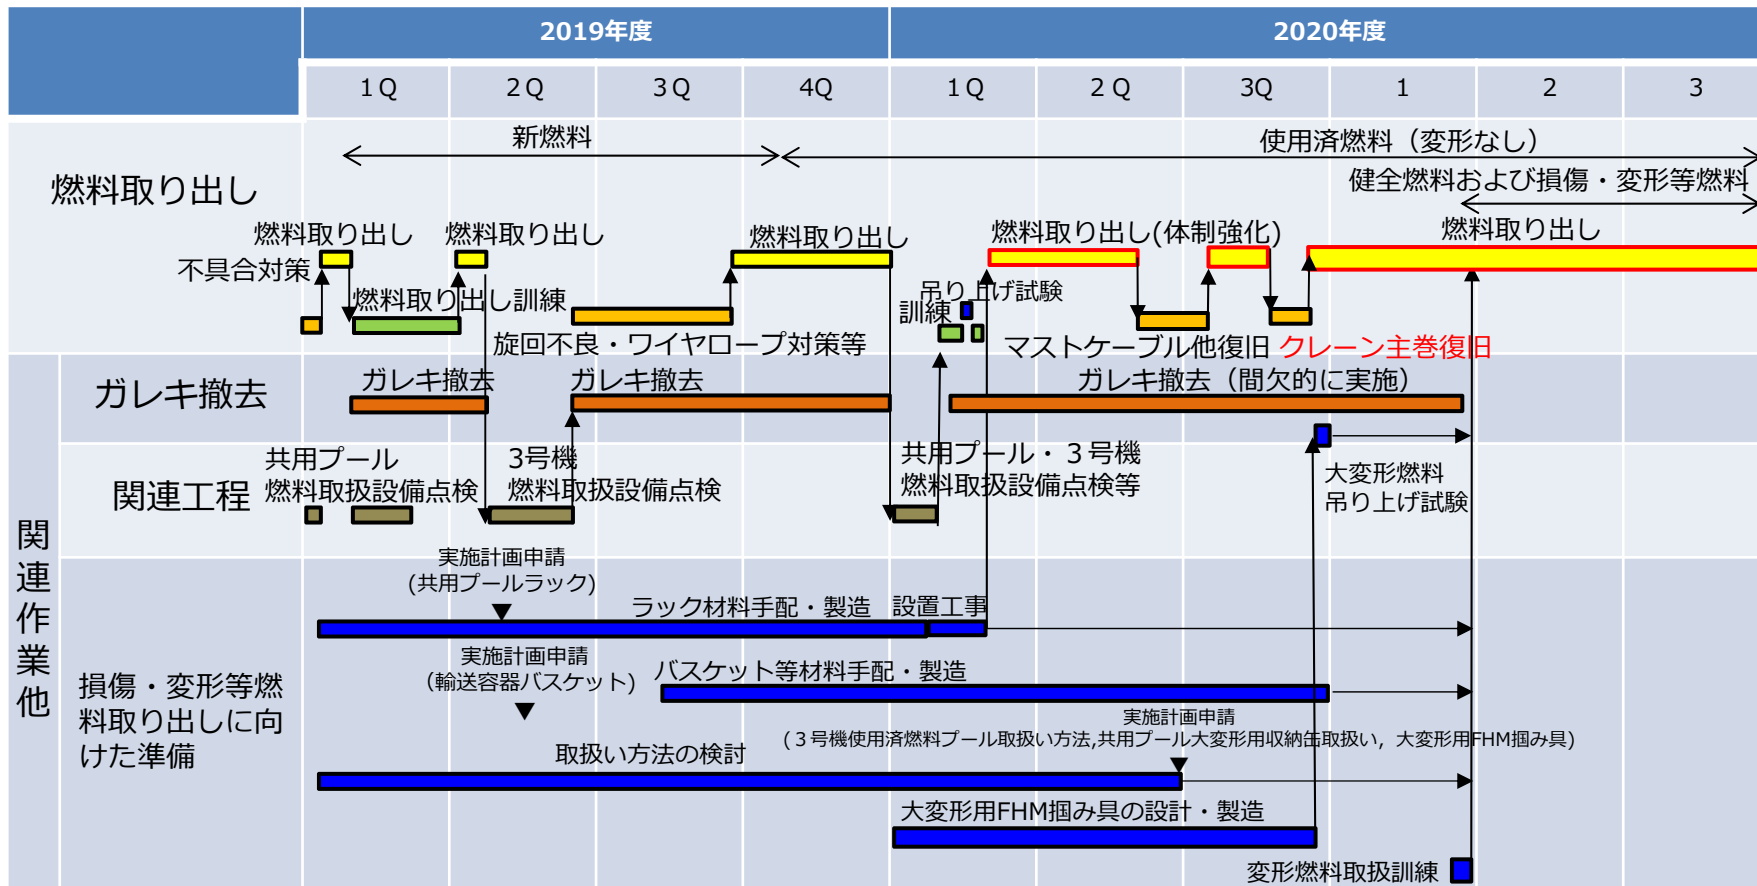 2019年度
2020年度
1Q
2Q
3Q
4Q
1Q
2Q
3Q
1
2
3
燃料取り出し
新燃料
使用済燃料（変形なし）
健全燃料および損傷・変形等燃料
燃料取り出し
燃料取り出し
燃料取り出し
燃料取り出し(体制強化)
燃料取り出し
不具合対策
燃料取り出し訓練
吊り上げ試験
訓練
旋回不良・ワイヤロープ対策等
マストケーブル他復旧
クレーン主巻復旧
関連作業他
ガレキ撤去
ガレキ撤去
ガレキ撤去
ガレキ撤去（間欠的に実施）
関連工程
共用プール
燃料取扱設備点検
3号機
燃料取扱設備点検
共用プール・３号機
燃料取扱設備点検等
大変形燃料
吊り上げ試験
損傷・変形等燃
料取り出しに向
けた準備
実施計画申請
(共用プールラック)
ラック材料手配・製造
設置工事
実施計画申請
（輸送容器バスケット）
バスケット等材料手配・製造
実施計画申請
(３号機使用済燃料プール取扱い方法,共用プール大変形用収納缶取扱い，大変形用FHM掴み具)
取扱い方法の検討
大変形用FHM掴み具の設計・製造
変形燃料取扱訓練